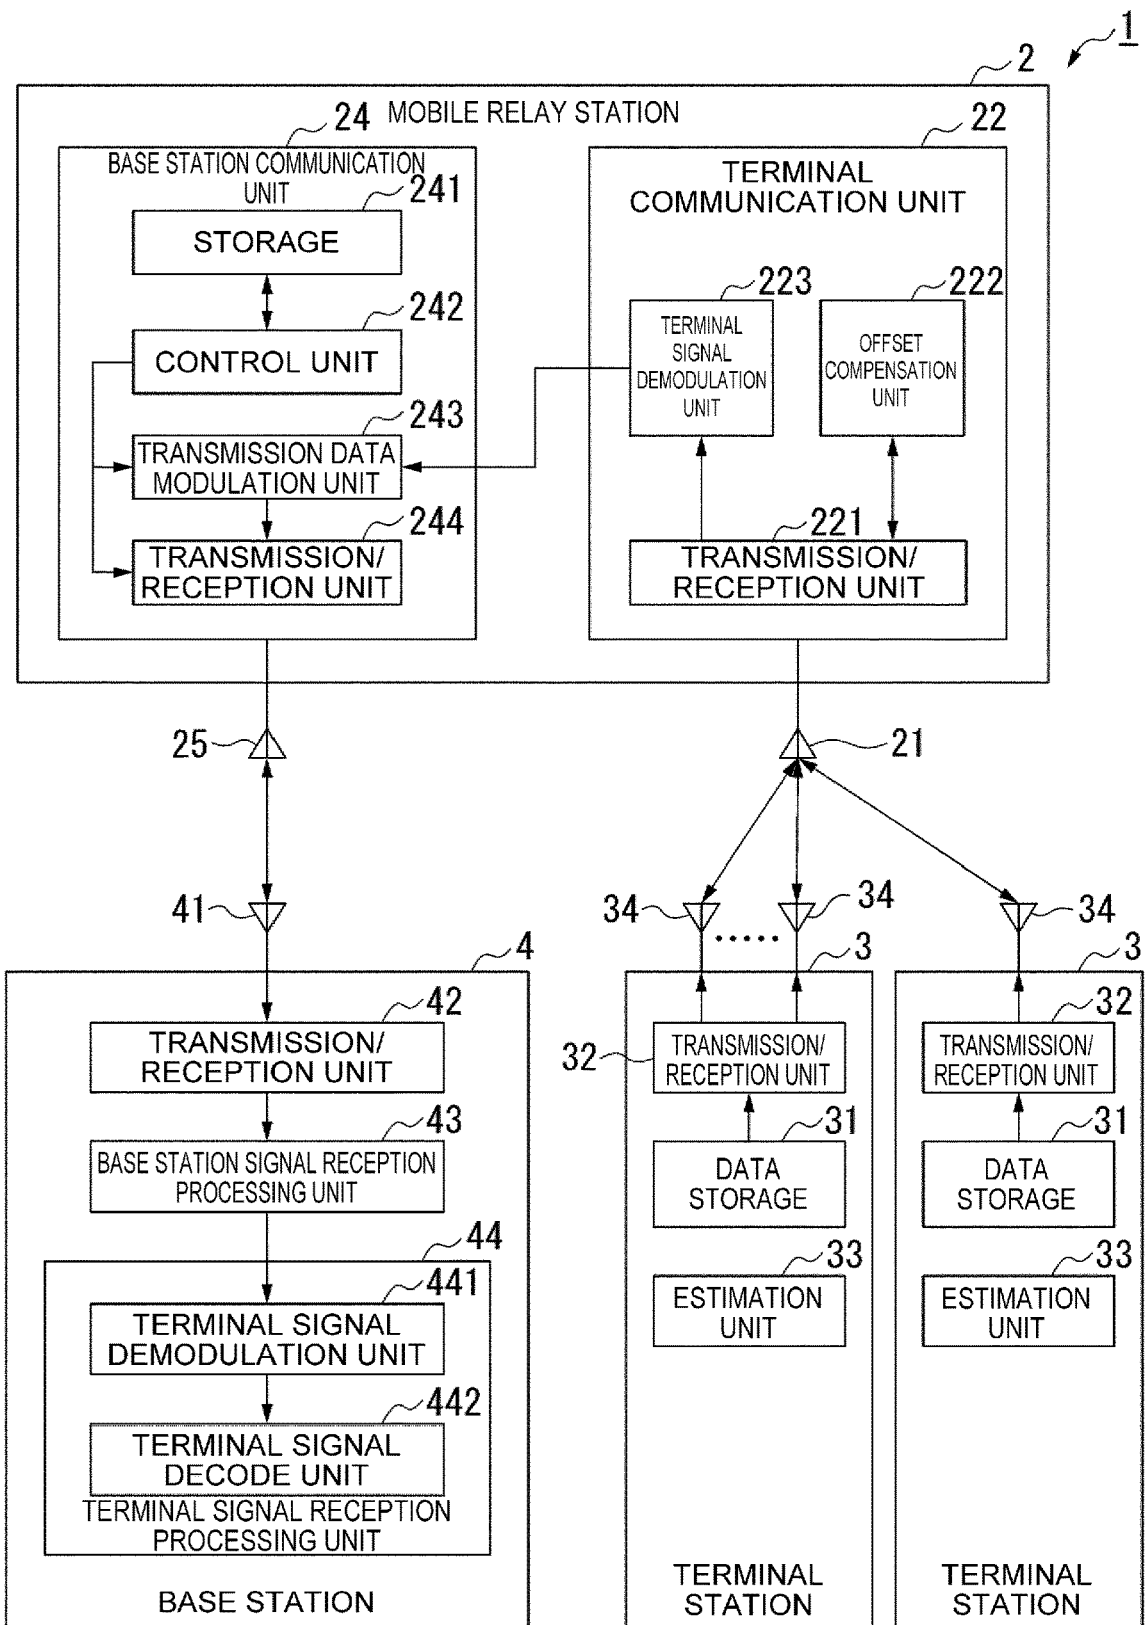 1
2
MOBILE RELAY STATION
24
BASE STATION COMMUNICATION
UNIT
241
STORAGE
242
CONTROL UNIT
243
TRANSMISSION DATA
MODULATION UNIT
244
TRANSMISSION/
RECEPTION UNIT
22
TERMINAL
COMMUNICATION UNIT
223
TERMINAL
SIGNAL
DEMODULATION
UNIT
222
OFFSET
COMPENSATION
UNIT
221
TRANSMISSION/
RECEPTION UNIT
25
21
41
34
34
34
4
42
TRANSMISSION/
RECEPTION UNIT
43
BASE STATION SIGNAL RECEPTION
PROCESSING UNIT
44
441
TERMINAL SIGNAL
DEMODULATION UNIT
442
TERMINAL SIGNAL
DECODE UNIT
TERMINAL SIGNAL RECEPTION
PROCESSING UNIT
BASE STATION
3
32
TRANSMISSION/
RECEPTION UNIT
31
DATA
STORAGE
33
ESTIMATION
UNIT
TERMINAL
STATION
3
32
TRANSMISSION/
RECEPTION UNIT
31
DATA
STORAGE
33
ESTIMATION
UNIT
TERMINAL
STATION